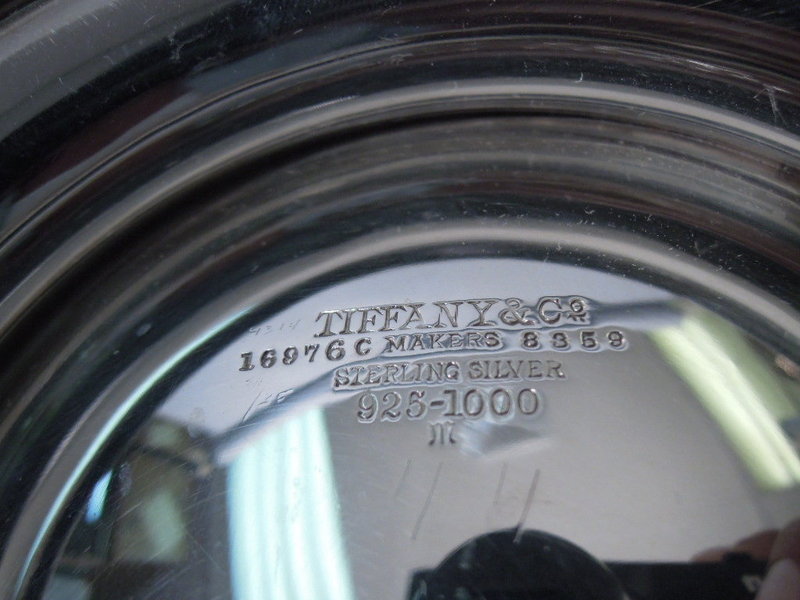 TIFFANY & Co
16976C MAKERS 8359
STERLING SILVER
925-1000
m